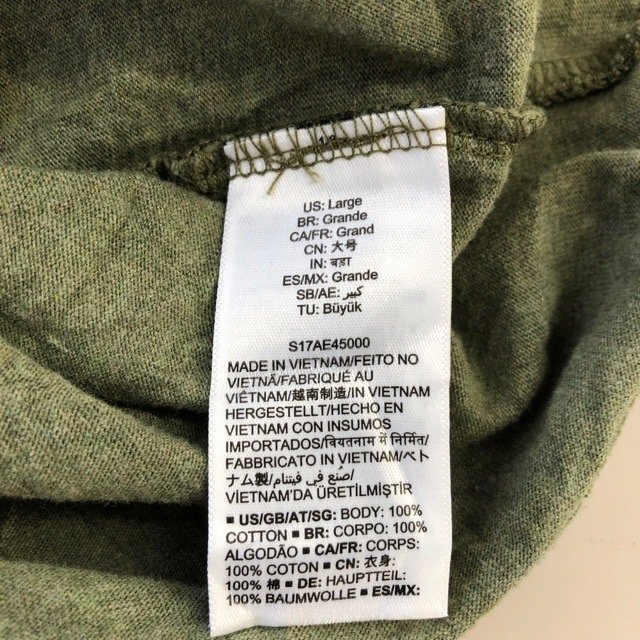 US: Large
BR: Grande
CA/FR: Grand
CN: 大号
IN: बड़ा
ES/MX: Grande
SB/AE: كبير
TU: Büyük
S17AE45000
MADE IN VIETNAM/FEITO NO
VIETNÃ/FABRIQUÉ AU
VIÊTNAM/越南制造/IN VIETNAM
HERGESTELLT/HECHO EN
VIETNAM CON INSUMOS
IMPORTADOS/वियतनाम में निर्मित/
FABBRICATO IN VIETNAM/ベト
ナム製/صُنع في فيتنام/
VIETNAM'DA ÜRETİLMİŞTİR
■ US/GB/AT/SG: BODY: 100%
COTTON ■ BR: CORPO: 100%
ALGODÃO ■ CA/FR: CORPS:
100% COTON ■ CN: 衣身:
100% 棉 ■ DE: HAUPTTEIL:
100% BAUMWOLLE ■ ES/MX: